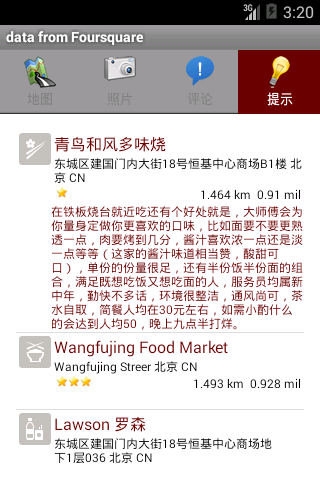 3G 3:20
data from Foursquare
地图 照片 评论 提示
青鸟和风多味烧
东城区建国门内大街18号恒基中心商场B1楼 北
京 CN
1.464 km 0.91 mil
在铁板烧台就近吃还有个好处就是，大师傅会为
你量身定做你更喜欢的口味，比如面要不要更熟
透一点，肉要烤到几分，酱汁喜欢浓一点还是淡
一点等等（这家的酱汁味道相当赞，酸甜可
口），单份的份量很足，还有半份饭半份面的组
合，满足既想吃饭又想吃面的人，服务员均属新
中年，勤快不多话，环境很整洁，通风尚可，茶
水自取，简餐人均在30元左右，如需小酌什么
的会达到人均50，晚上九点半打烊。
Wangfujing Food Market
Wangfujing Streer 北京 CN
1.493 km 0.928 mil
Lawson 罗森
东城区建国门内大街18号恒基中心商场地
下1层036 北京 CN